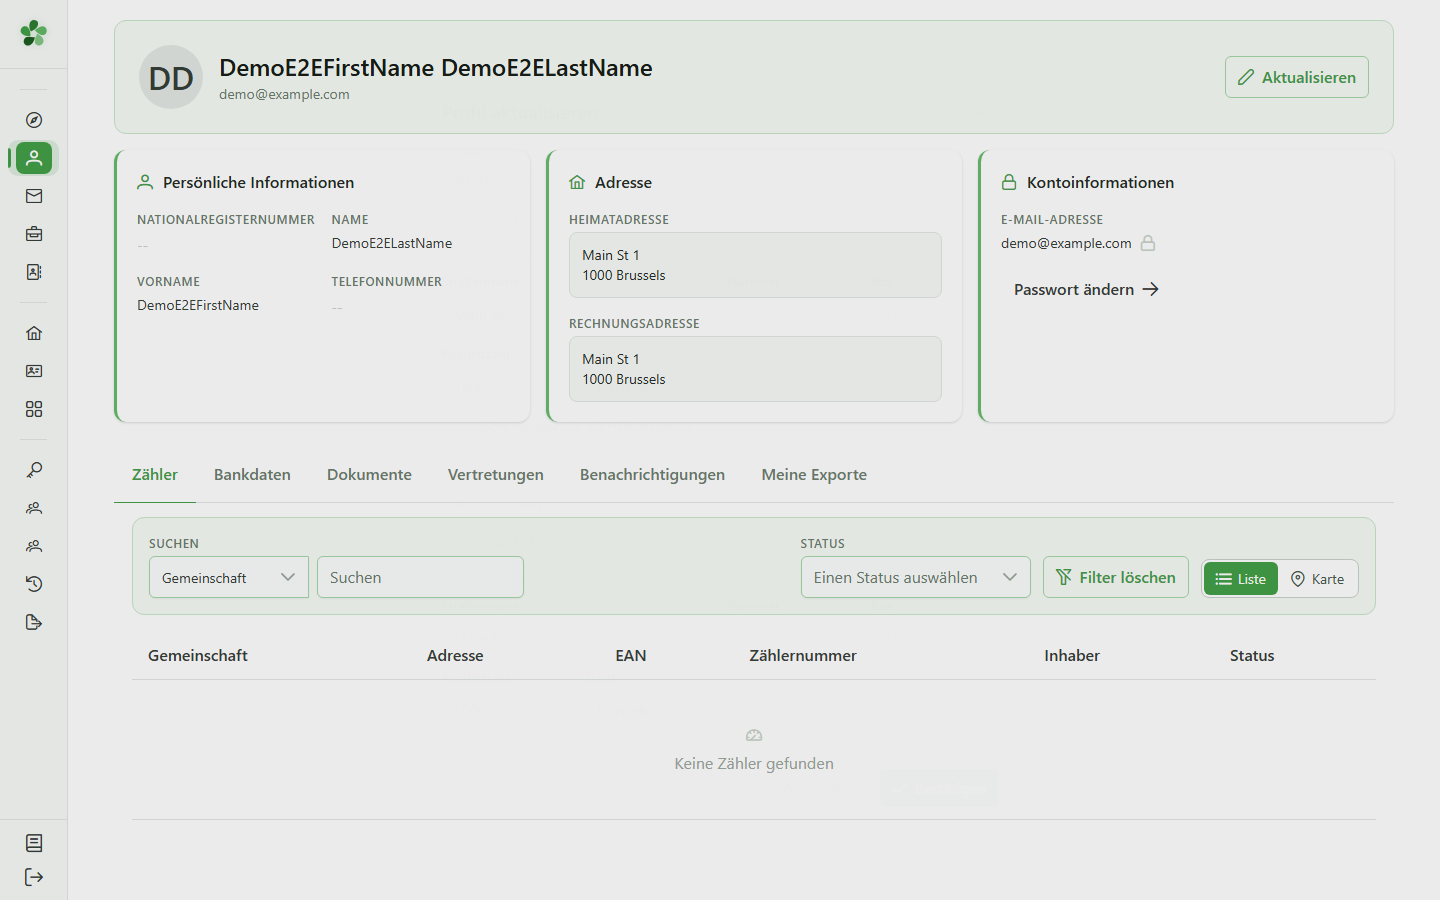 DD
DemoE2EFirstName DemoE2ELastName
demo@example.com
Aktualisieren
Persönliche Informationen
NATIONALREGISTERNUMMER
--
NAME
DemoE2ELastName
VORNAME
DemoE2EFirstName
TELEFONNUMMER
--
Adresse
HEIMATADRESSE
Main St 1
1000 Brussels
RECHNUNGSADRESSE
Main St 1
1000 Brussels
Kontoinformationen
E-MAIL-ADRESSE
demo@example.com
Passwort ändern
Zähler Bankdaten Dokumente Vertretungen Benachrichtigungen Meine Exporte
SUCHEN
Gemeinschaft
Suchen
STATUS
Einen Status auswählen
Filter löschen
Liste
Karte
Gemeinschaft Adresse EAN Zählernummer Inhaber Status
Keine Zähler gefunden